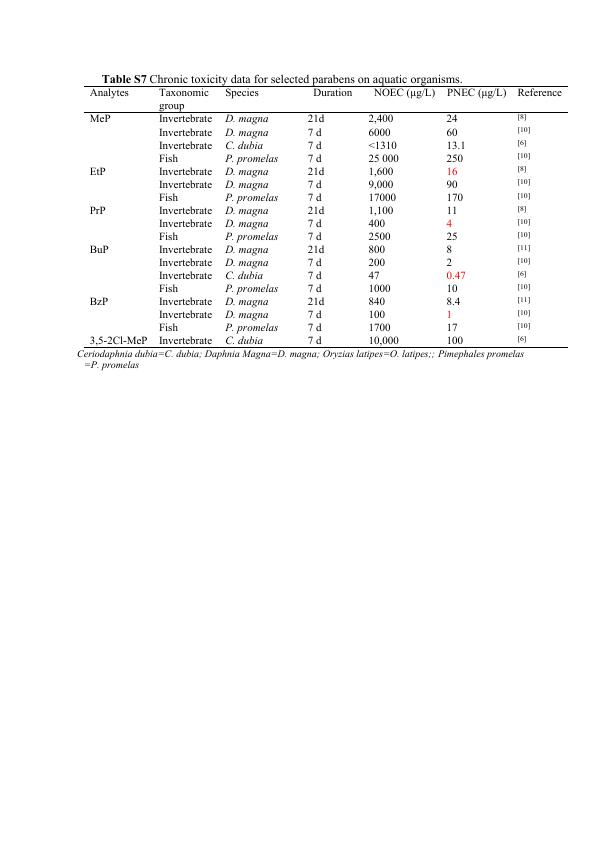 Table S7 Chronic toxicity data for selected parabens on aquatic organisms.
Analytes Taxonomic group Species Duration NOEC (μg/L) PNEC (μg/L) Reference
MeP Invertebrate D. magna 21d 2,400 24 [8]
Invertebrate D. magna 7 d 6000 60 [10]
Invertebrate C. dubia 7 d <1310 13.1 [6]
Fish P. promelas 7 d 25 000 250 [10]
EtP Invertebrate D. magna 21d 1,600 16 [8]
Invertebrate D. magna 7 d 9,000 90 [10]
Fish P. promelas 7 d 17000 170 [10]
PrP Invertebrate D. magna 21d 1,100 11 [8]
Invertebrate D. magna 7 d 400 4 [10]
Fish P. promelas 7 d 2500 25 [10]
BuP Invertebrate D. magna 21d 800 8 [11]
Invertebrate D. magna 7 d 200 2 [10]
Invertebrate C. dubia 7 d 47 0.47 [6]
Fish P. promelas 7 d 1000 10 [10]
BzP Invertebrate D. magna 21d 840 8.4 [11]
Invertebrate D. magna 7 d 100 1 [10]
Fish P. promelas 7 d 1700 17 [10]
3,5-2Cl-MeP Invertebrate C. dubia 7 d 10,000 100 [6]
Ceriodaphnia dubia=C. dubia; Daphnia Magna=D. magna; Oryzias latipes=O. latipes;; Pimephales promelas
=P. promelas